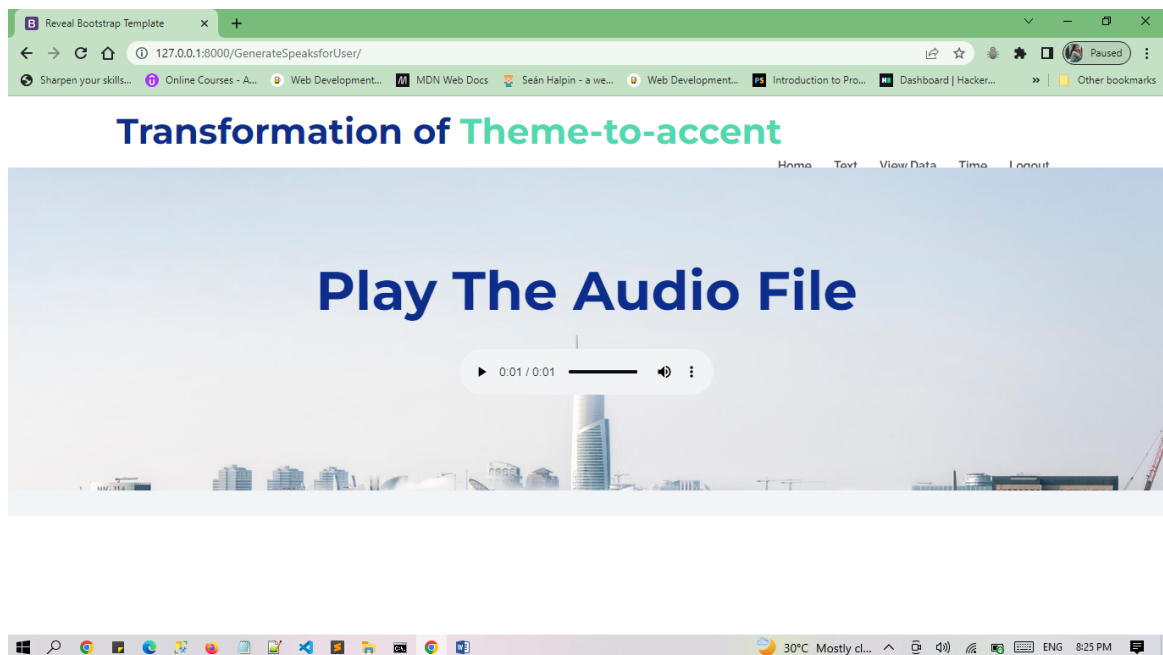 Reveal Bootstrap Template
127.0.0.1:8000/GenerateSpeaksforUser/
Paused
Sharpen your skills... Online Courses - A... Web Development... MDN Web Docs Seán Halpin - a we... Web Development... Introduction to Pro... Dashboard | Hacker... » Other bookmarks
Transformation of Theme-to-accent
Home Text View Data Time Logout
Play The Audio File
0:01 / 0:01
30°C Mostly cl... ENG 8:25 PM